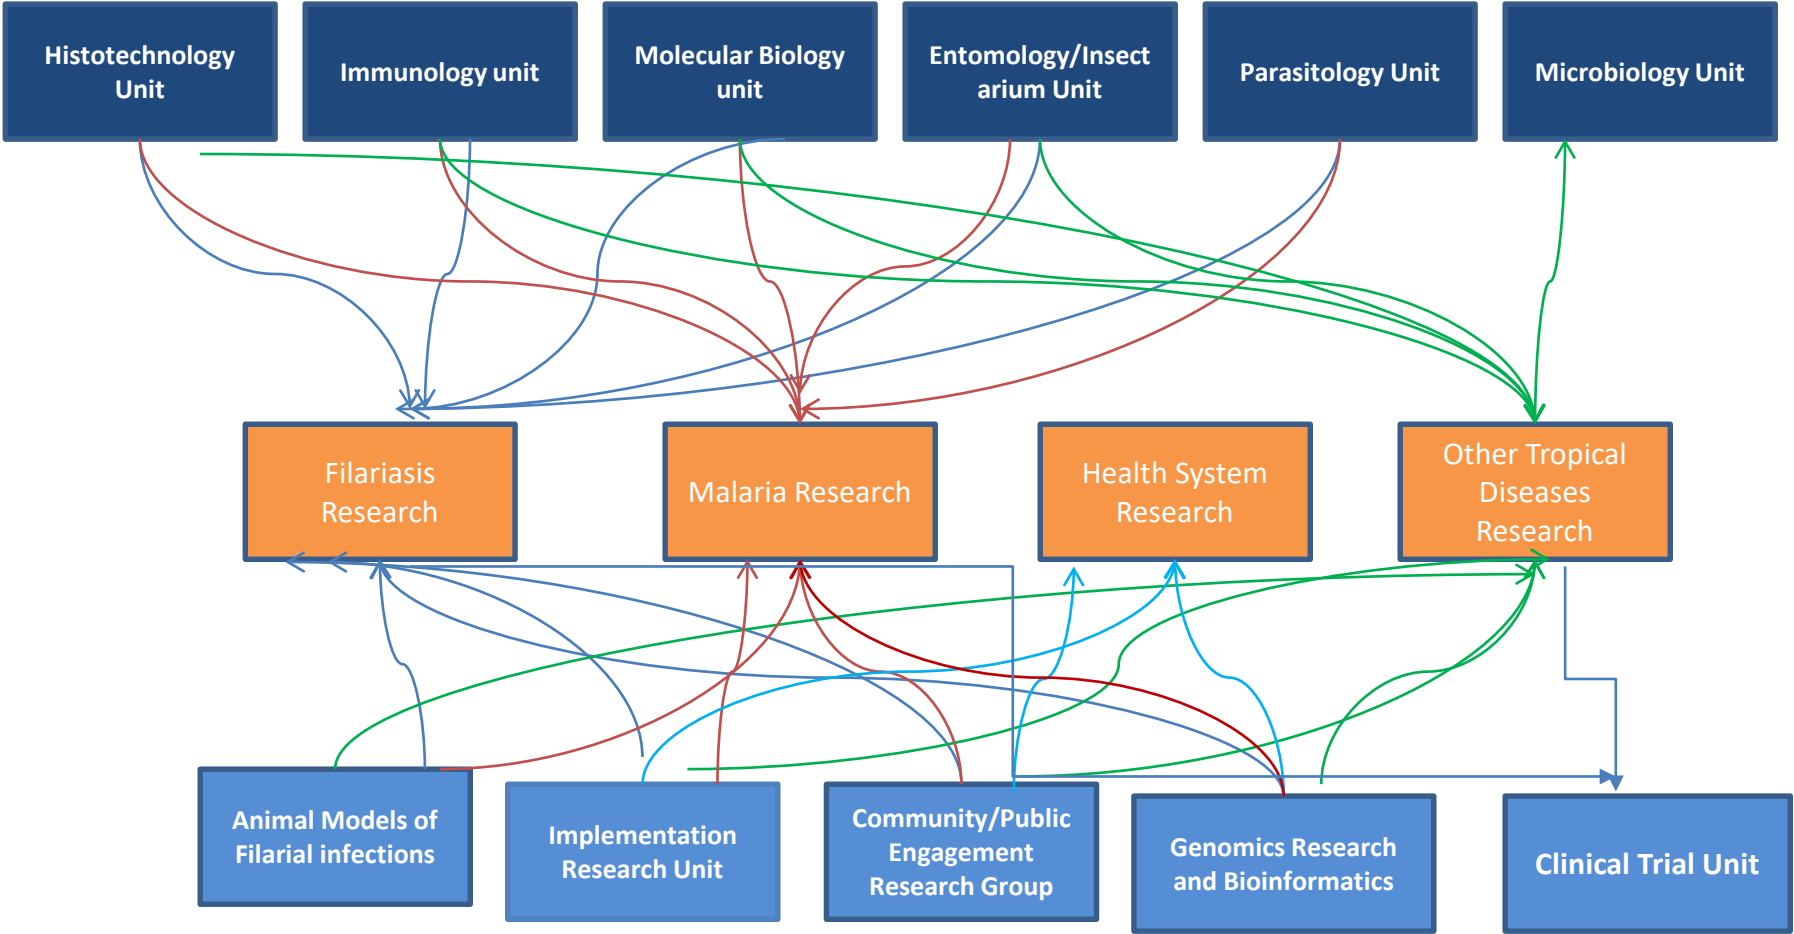 Histotechnology
Unit
Immunology unit
Molecular Biology
unit
Entomology/Insect
arium Unit
Parasitology Unit
Microbiology Unit
Filariasis
Research
Malaria Research
Health System
Research
Other Tropical
Diseases
Research
Animal Models of
Filarial infections
Implementation
Research Unit
Community/Public
Engagement
Research Group
Genomics Research
and Bioinformatics
Clinical Trial Unit